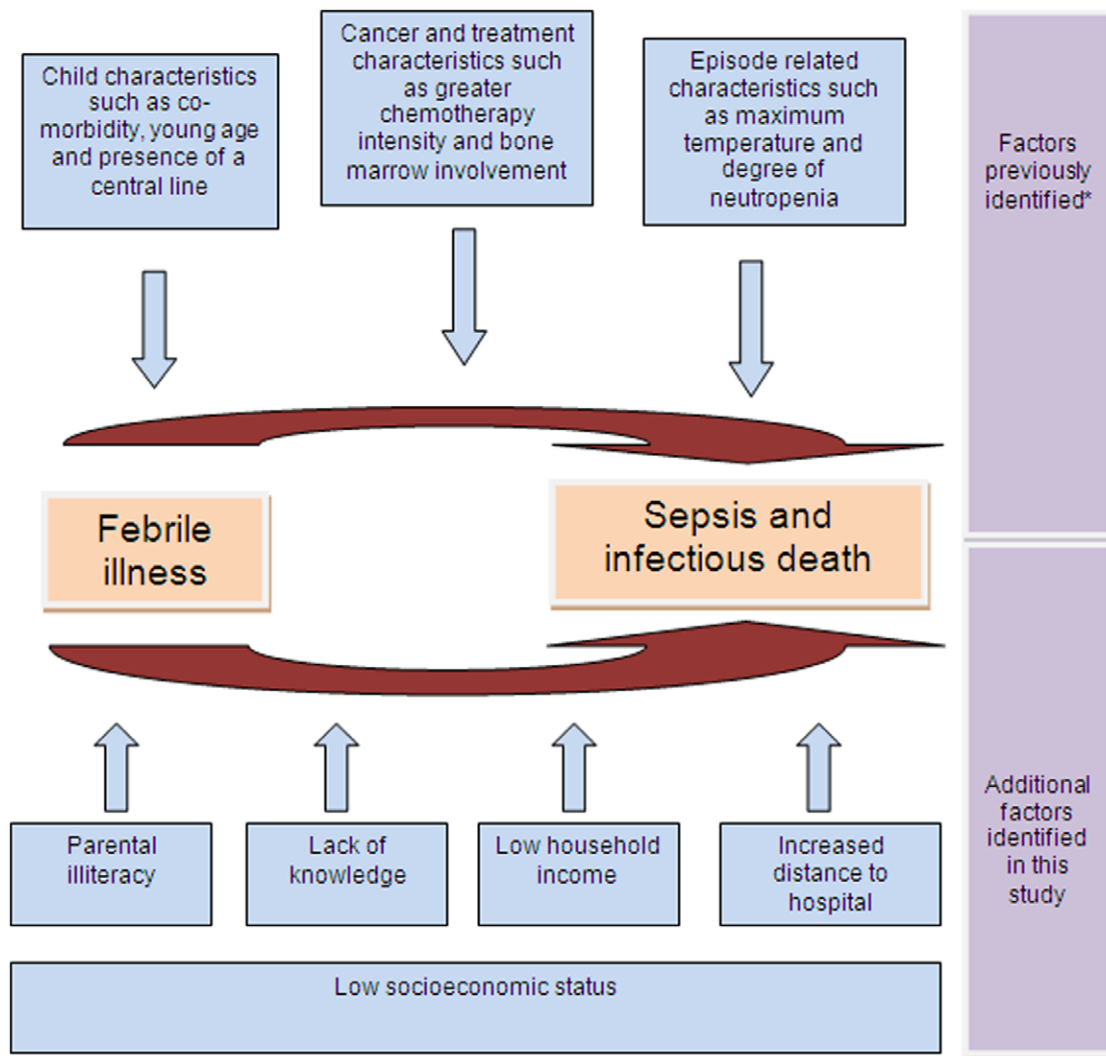 Child characteristics
such as co-
morbidity, young age
and presence of a
central line
Cancer and treatment
characteristics such
as greater
chemotherapy
intensity and bone
marrow involvement
Episode related
characteristics such
as maximum
temperature and
degree of
neutropenia
Factors
previously
identified*
Febrile
illness
Sepsis and
infectious death
Parental
illiteracy
Lack of
knowledge
Low household
income
Increased
distance to
hospital
Additional
factors
identified
in this
study
Low socioeconomic status